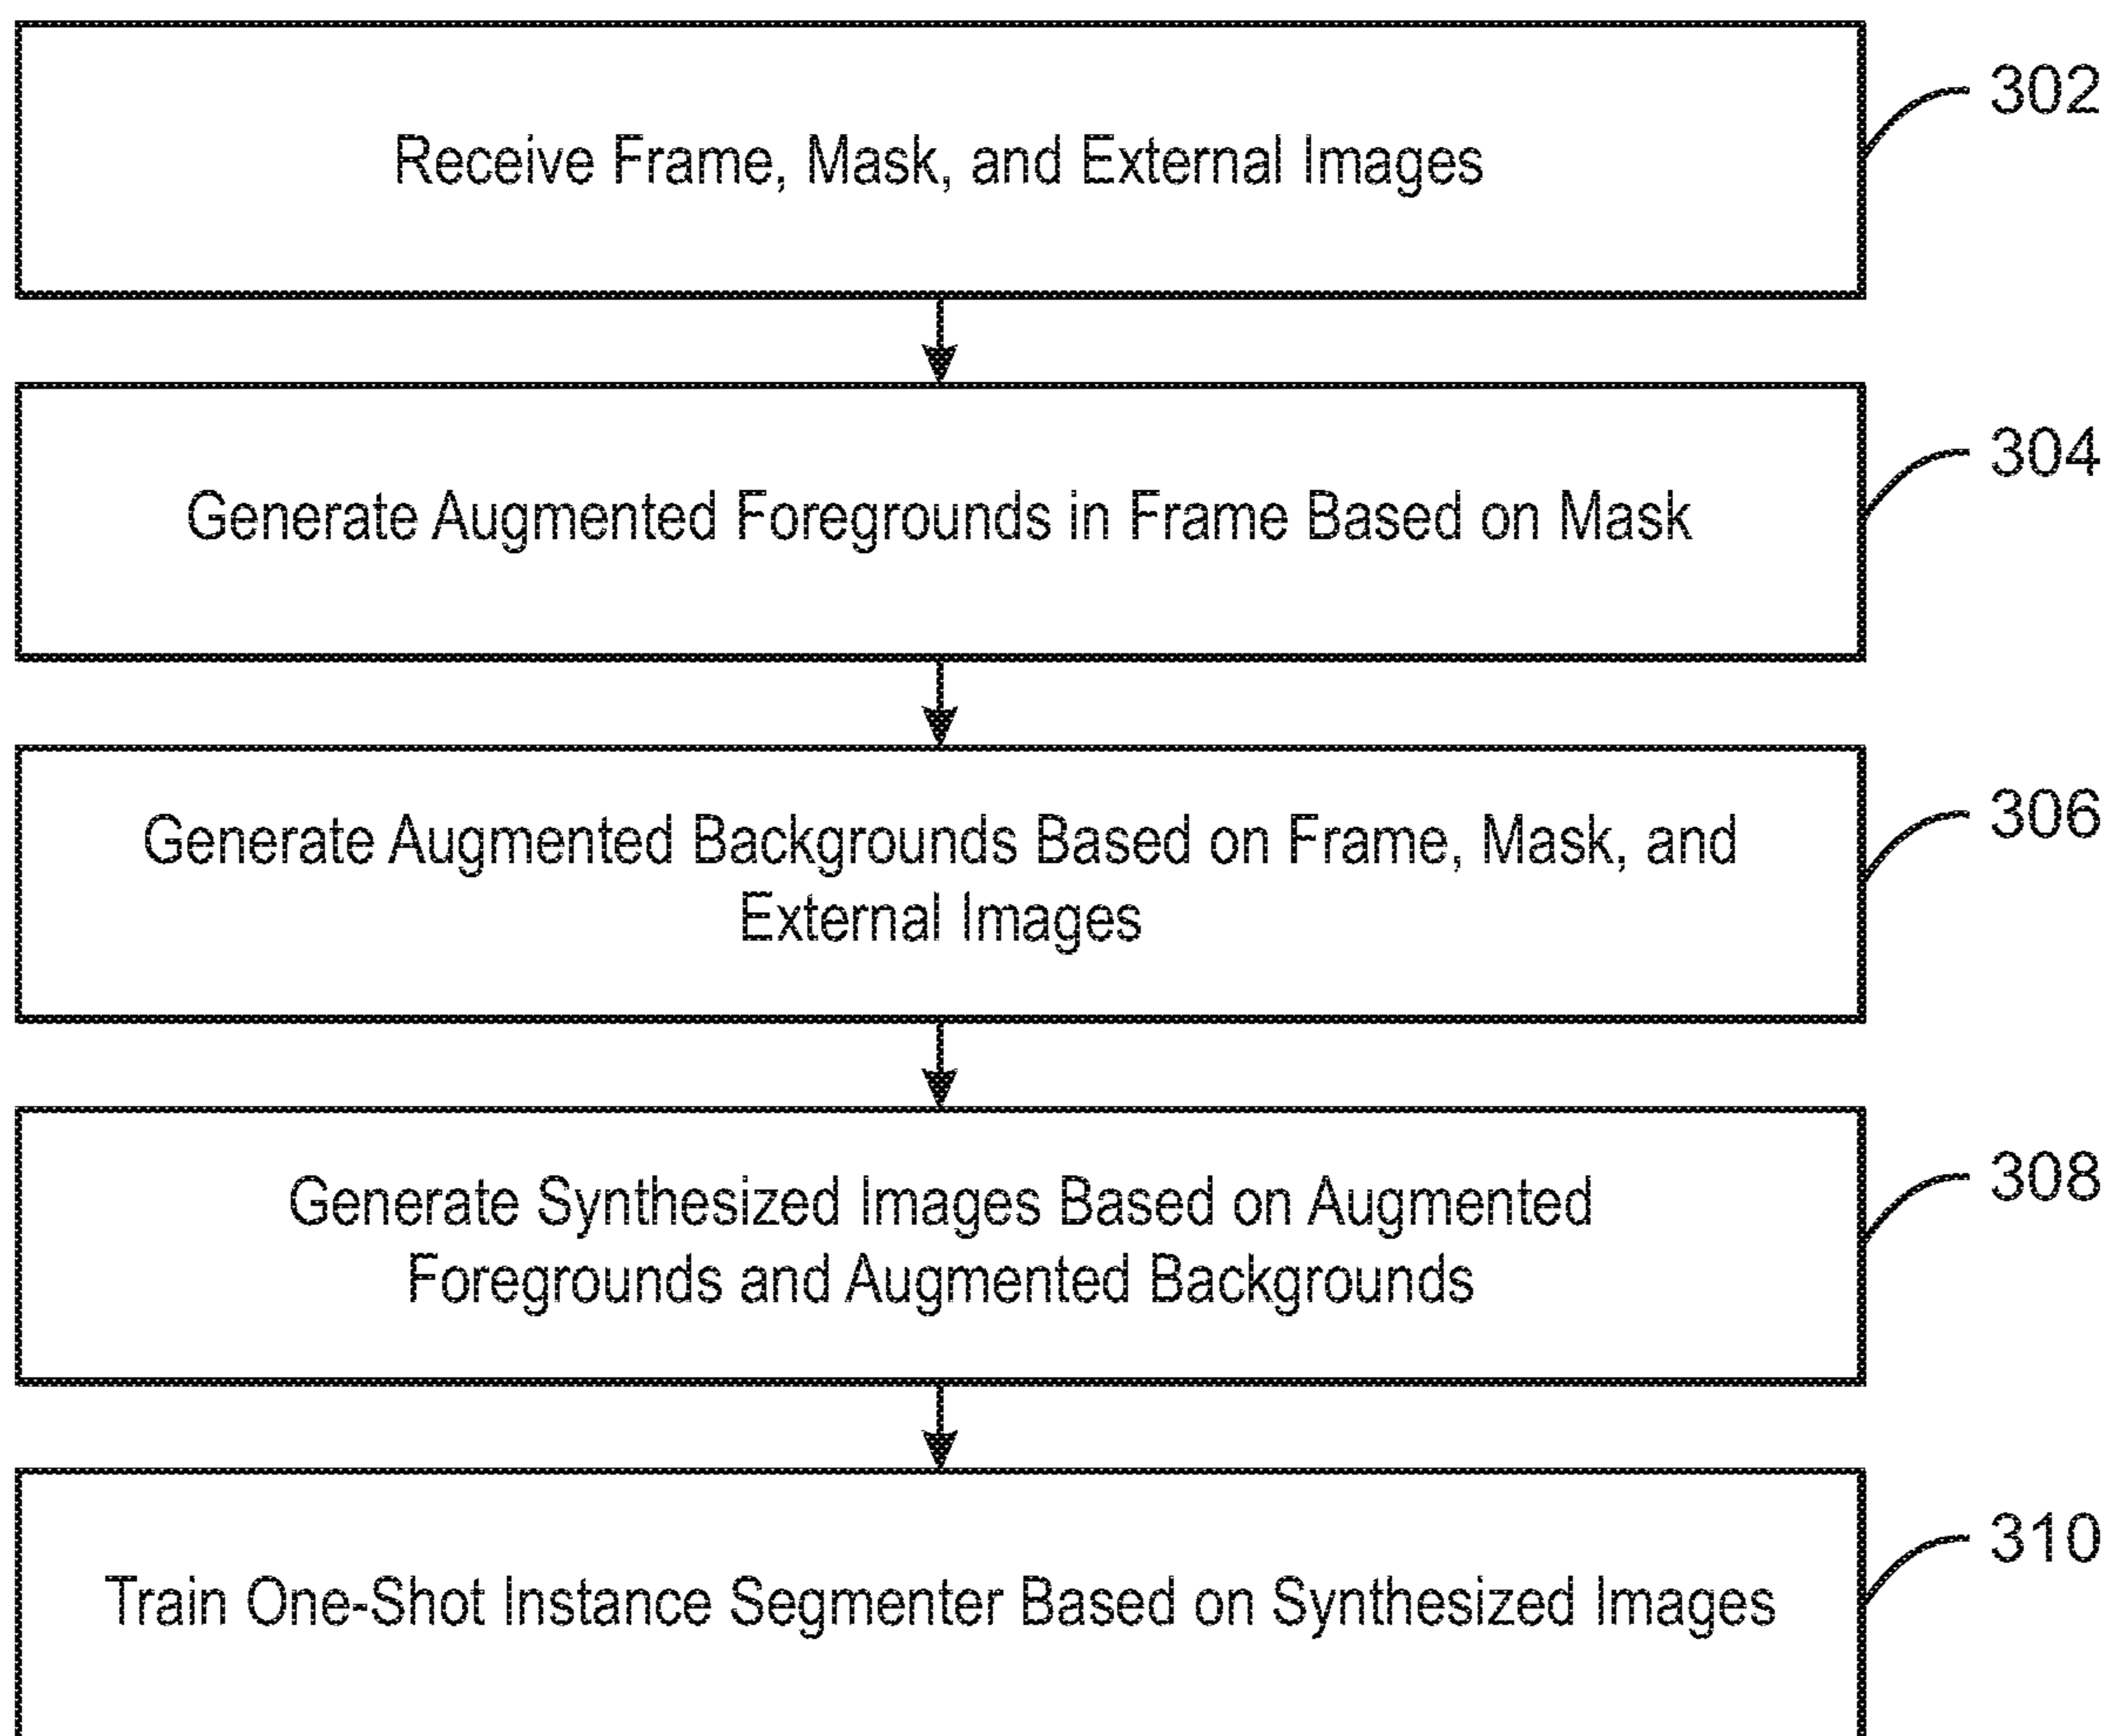 Receive Frame, Mask, and External Images
302
Generate Augmented Foregrounds in Frame Based on Mask
304
Generate Augmented Backgrounds Based on Frame, Mask, and
External Images
306
Generate Synthesized Images Based on Augmented
Foregrounds and Augmented Backgrounds
308
Train One-Shot Instance Segmenter Based on Synthesized Images
310